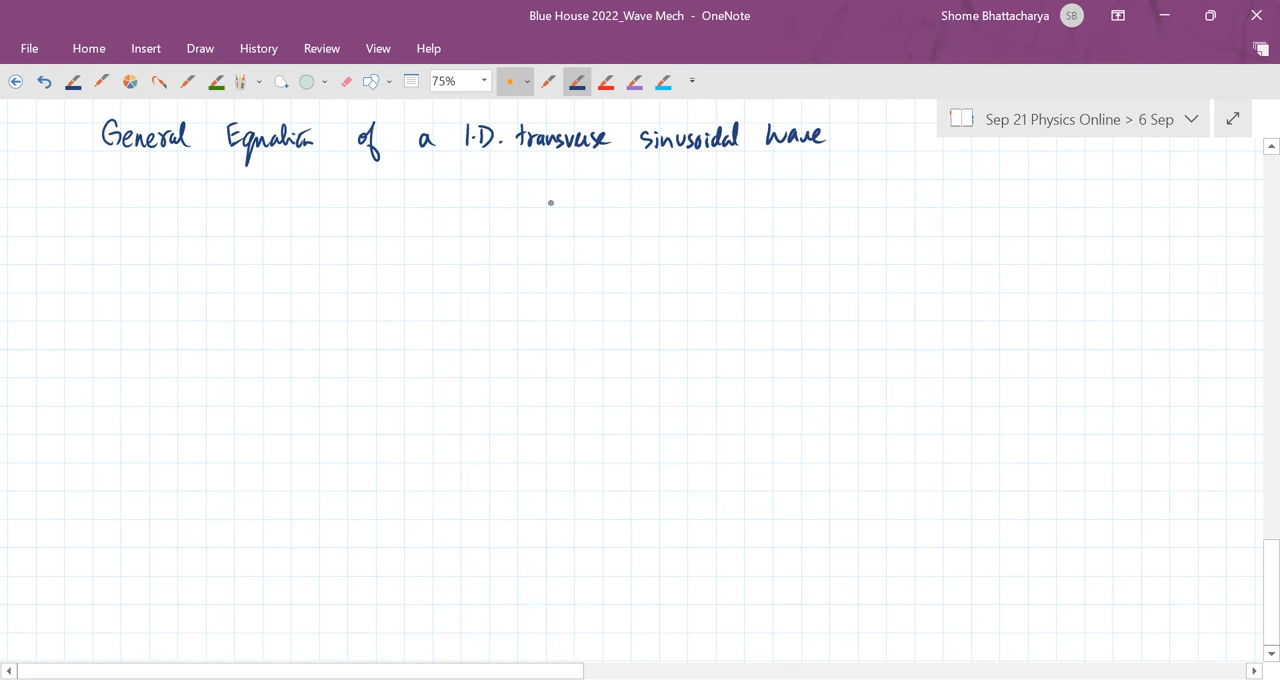 Blue House 2022_Wave Mech - OneNote
Shome Bhattacharya SB
File Home Insert Draw History Review View Help
75%
Sep 21 Physics Online > 6 Sep
General Equation of a 1.D. transverse sinusoidal wave